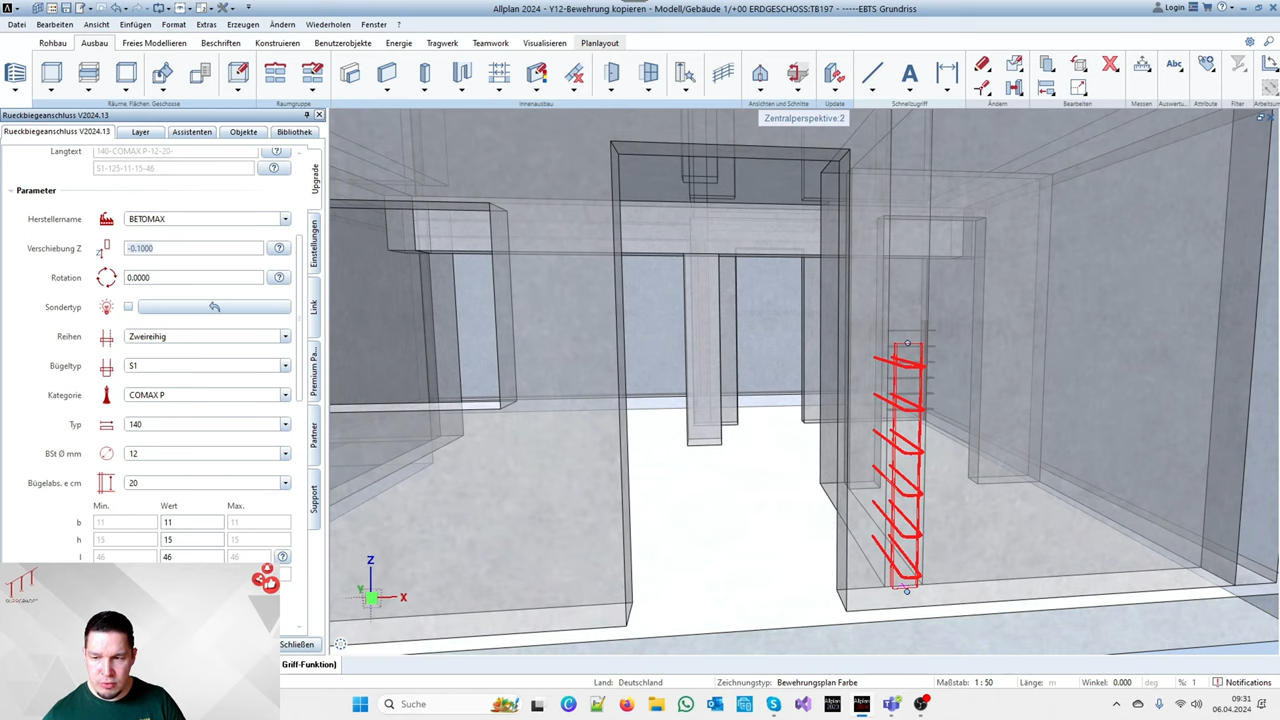 Allplan 2024 - Y12-Bewehrung kopieren - Modell/Gebäude 1/+00 ERDGESCHOSS:TB197 - -----EBTS Grundriss
Login
Datei Bearbeiten Ansicht Einfügen Format Extras Erzeugen Ändern Wiederholen Fenster ?
Rohbau Ausbau Freies Modellieren Beschriften Konstruieren Benutzerobjekte Energie Tragwerk Teamwork Visualisieren Planlayout
A
Abc
Räume, Flächen, Geschosse Raumgruppe Innenausbau Ansichten und Schnitte Update Schnellzugriff Ändern Bearbeiten Messen Auswertu... Attribute Filter Arbeitsu...
Rueckbiegeanschluss V2024.13
Rueckbiegeanschluss V2024.13 Layer Assistenten Objekte Bibliothek
Zentralperspektive:2
Langtext 140-COMAX P-12-20- ?
51-125-11-15-46 ?
Parameter
Herstellername BETOMAX
Verschiebung Z -0.1000 ?
Rotation 0.0000 ?
Sondertyp
Reihen Zweireihig
Bügeltyp S1
Kategorie COMAX P
Typ 140
BSt Ø mm 12
Bügelabs. e cm 20
Min. Wert Max.
b 11 11 11
h 15 15 15
l 46 46 46 ?
Upgrade
Einstellungen
Link
Premium Pa...
Partner
Support
Z
Y
X
Schließen
Griff-Funktion)
Land: Deutschland Zeichnungstyp: Bewehrungsplan Farbe Maßstab: 1 : 50 Länge: m Winkel: 0.000 deg %: 1 Notifications
Suche
09:31
06.04.2024